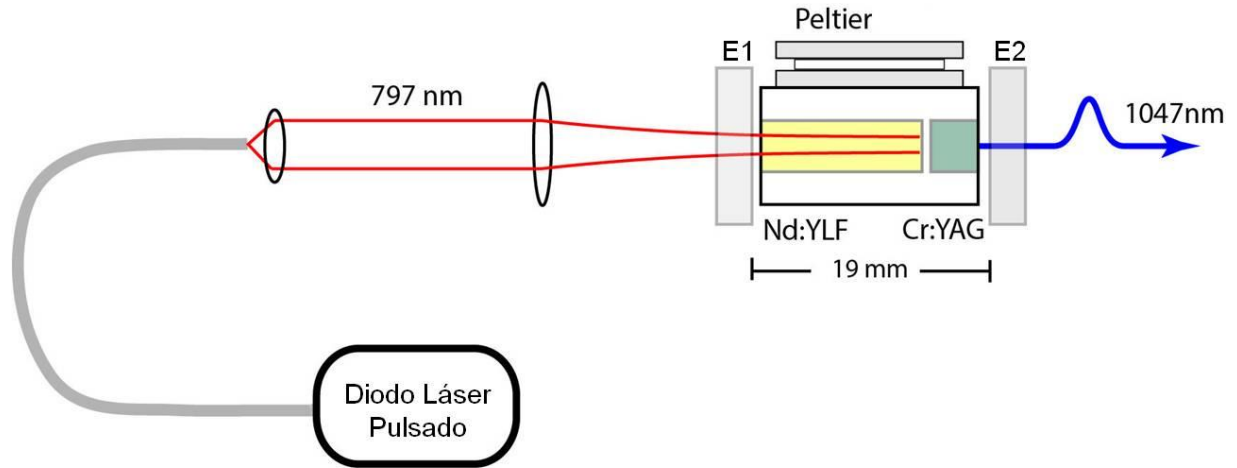 Peltier
E1
E2
797 nm
1047nm
Nd:YLF
Cr:YAG
19 mm
Diodo Láser
Pulsado